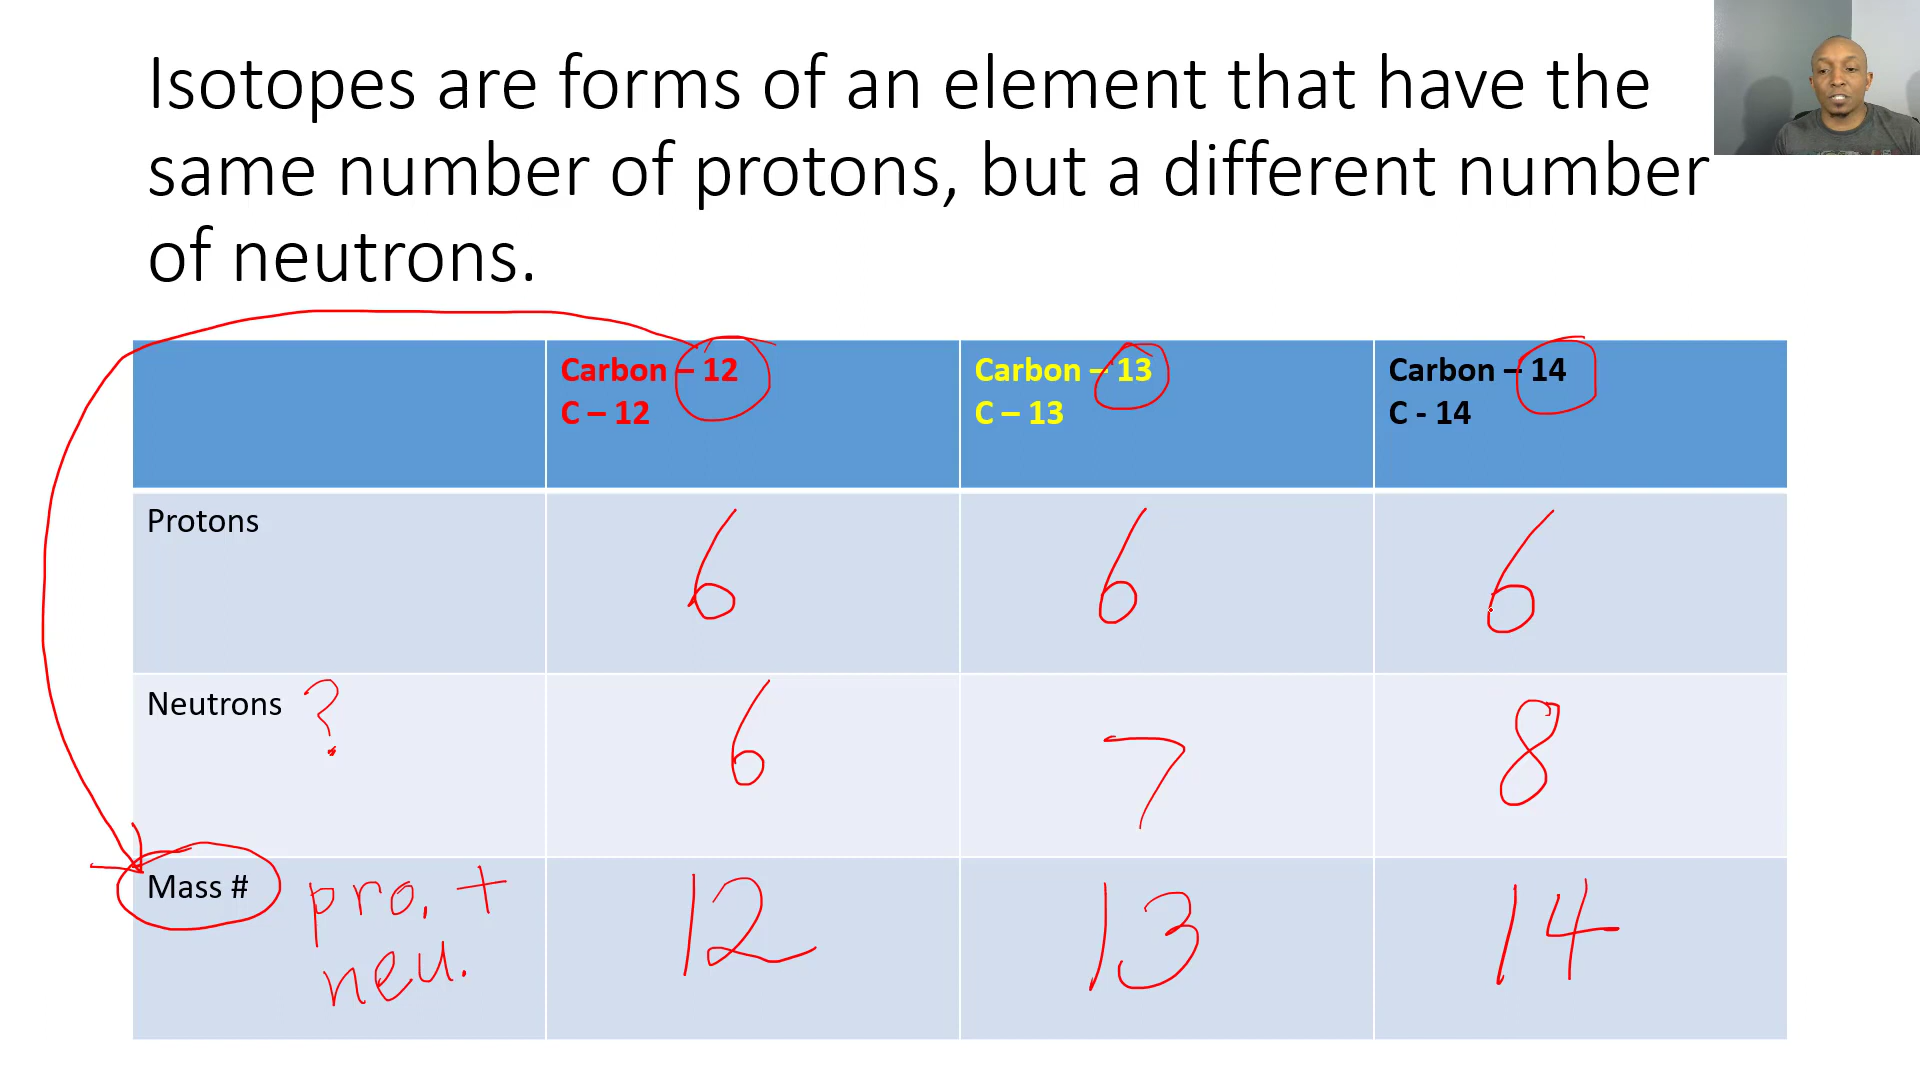 Isotopes are forms of an element that have the
same number of protons, but a different number
of neutrons.
Carbon – 12
C – 12
Carbon – 13
C – 13
Carbon – 14
C - 14
Protons
6
6
6
Neutrons ?
6
7
8
Mass # pro. +
neu.
12
13
14